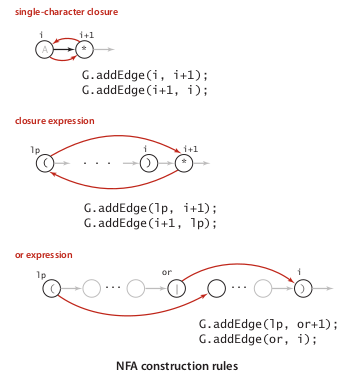 single-character closure
i i+1
A *
G.addEdge(i, i+1);
G.addEdge(i+1, i);
closure expression
lp i i+1
( . . . ) *
G.addEdge(lp, i+1);
G.addEdge(i+1, lp);
or expression
lp or i
( ... | ... )
G.addEdge(lp, or+1);
G.addEdge(or, i);
NFA construction rules